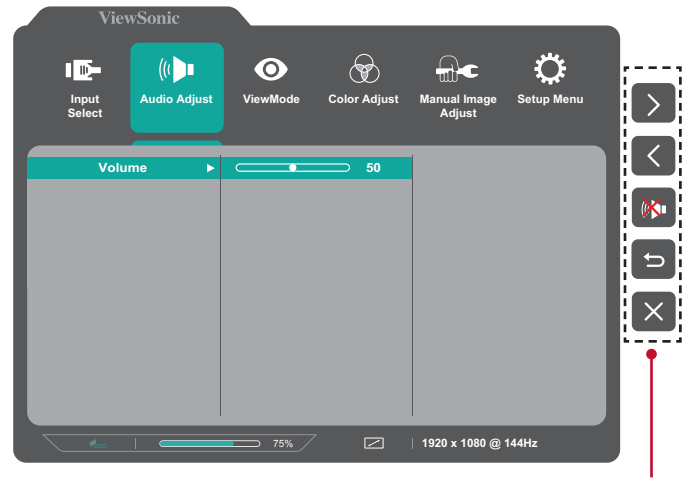 ViewSonic
Input Select
Audio Adjust
ViewMode
Color Adjust
Manual Image Adjust
Setup Menu
Volume
50
75%
1920 x 1080 @ 144Hz